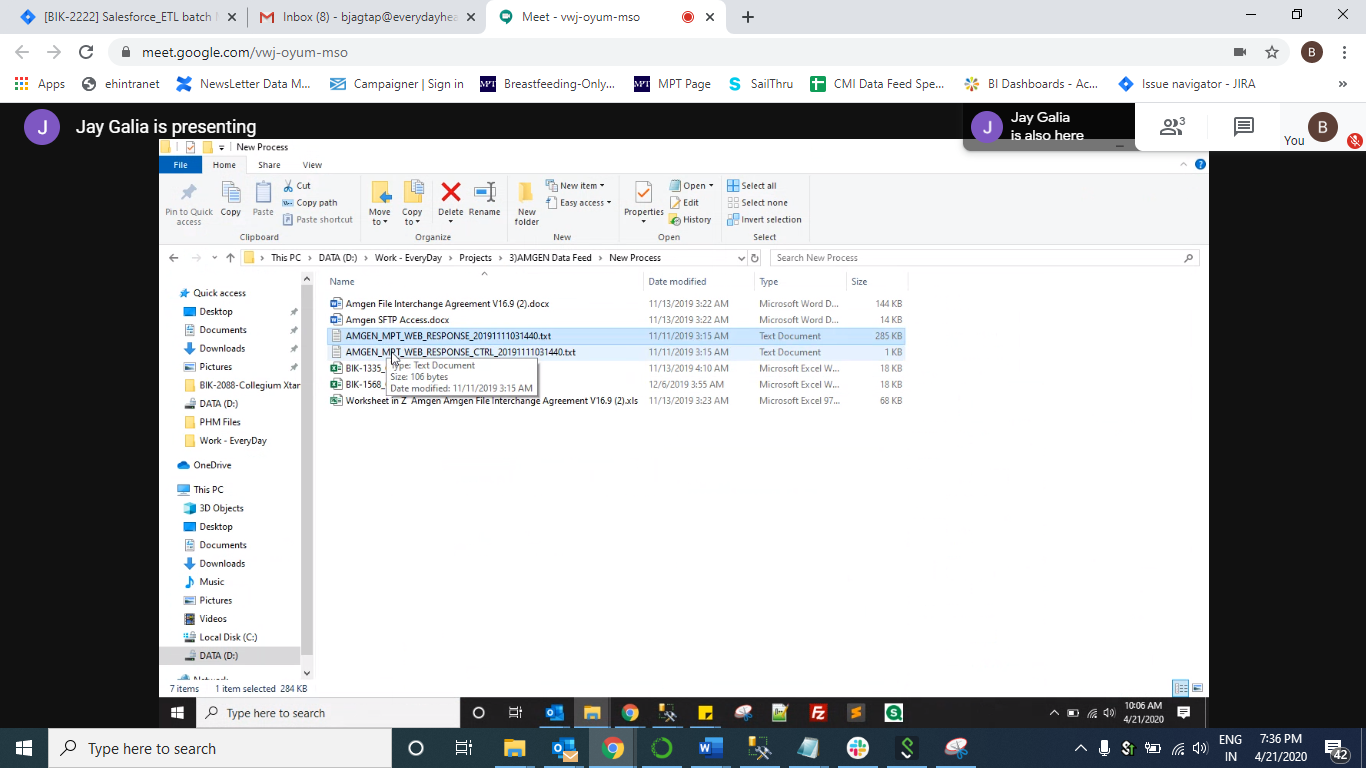 [BIK-2222] Salesforce_ETL batch
Inbox (8) - bjagtap@everydayhea
Meet - vwj-oyum-mso
meet.google.com/vwj-oyum-mso
B
Apps
ehintranet
NewsLetter Data M...
Campaigner | Sign in
MPT
Breastfeeding-Only...
MPT
MPT Page
SailThru
CMI Data Feed Spe...
BI Dashboards - Ac...
Issue navigator - JIRA
»
J
Jay Galia is presenting
J
Jay Galia
is also here
3
You
B
New Process
File
Home
Share
View
Pin to Quick
access
Copy
Paste
Cut
Copy path
Paste shortcut
Clipboard
Move
to
Copy
to
Delete
Rename
Organize
New
folder
New item
Easy access
New
Properties
Open
Edit
History
Open
Select all
Select none
Invert selection
Select
This PC > DATA (D:) > Work - EveryDay > Projects > 3)AMGEN Data Feed > New Process
Search New Process
Name
Date modified
Type
Size
Amgen File Interchange Agreement V16.9 (2).docx 11/13/2019 3:22 AM Microsoft Word D... 144 KB
Amgen SFTP Access.docx 11/13/2019 3:22 AM Microsoft Word D... 14 KB
AMGEN_MPT_WEB_RESPONSE_20191111031440.txt 11/11/2019 3:15 AM Text Document 285 KB
AMGEN_MPT_WEB_RESPONSE_CTRL_20191111031440.txt 11/11/2019 3:15 AM Text Document 1 KB
BIK-1335_ 11/13/2019 4:10 AM Microsoft Excel W... 18 KB
BIK-1568_ 12/6/2019 3:55 AM Microsoft Excel W... 18 KB
Worksheet in Z Amgen Amgen File Interchange Agreement V16.9 (2).xls 11/13/2019 3:23 AM Microsoft Excel 97... 68 KB
Type: Text Document
Size: 106 bytes
Date modified: 11/11/2019 3:15 AM
Quick access
Desktop
Documents
Downloads
Pictures
BIK-2088-Collegium Xtar
DATA (D:)
PHM Files
Work - EveryDay
OneDrive
This PC
3D Objects
Desktop
Documents
Downloads
Music
Pictures
Videos
Local Disk (C:)
DATA (D:)
Network
7 items
1 item selected 284 KB
Type here to search
10:06 AM
4/21/2020
Type here to search
ENG
IN
7:36 PM
4/21/2020
42